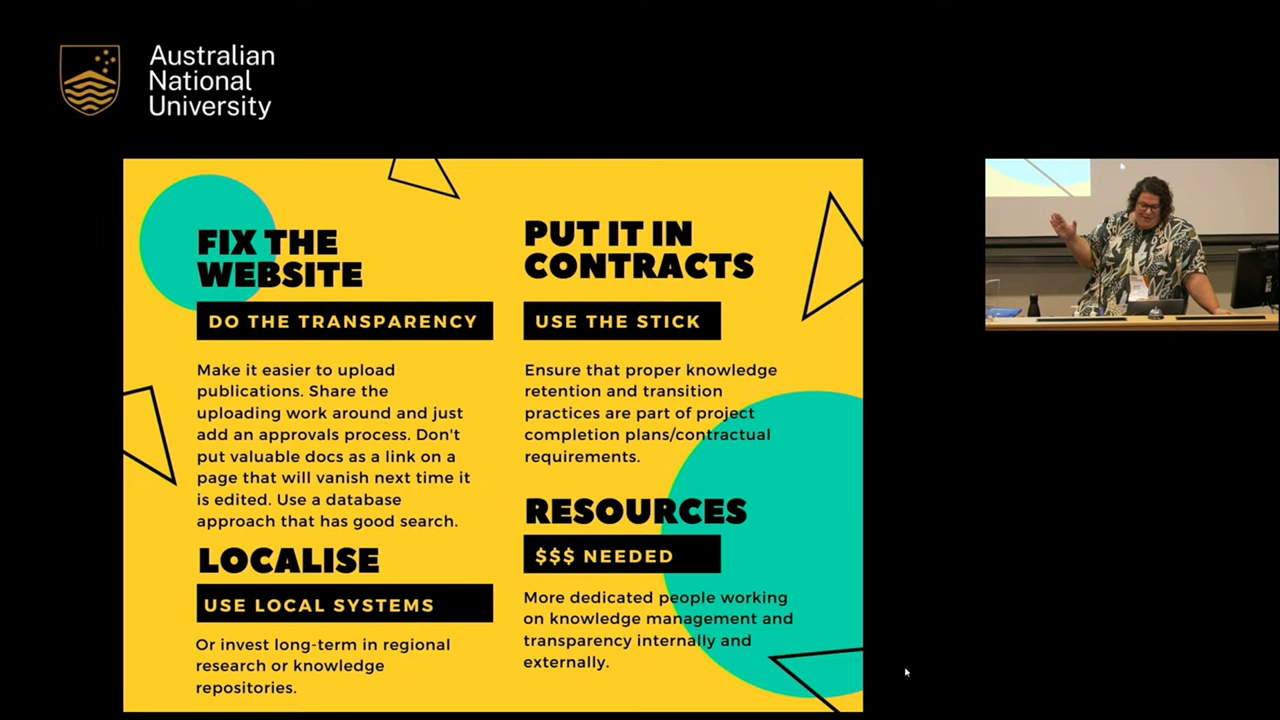 Australian
National
University
FIX THE
WEBSITE
DO THE TRANSPARENCY
Make it easier to upload
publications. Share the
uploading work around and just
add an approvals process. Don't
put valuable docs as a link on a
page that will vanish next time it
is edited. Use a database
approach that has good search.
LOCALISE
USE LOCAL SYSTEMS
Or invest long-term in regional
research or knowledge
repositories.
PUT IT IN
CONTRACTS
USE THE STICK
Ensure that proper knowledge
retention and transition
practices are part of project
completion plans/contractual
requirements.
RESOURCES
$$$ NEEDED
More dedicated people working
on knowledge management and
transparency internally and
externally.